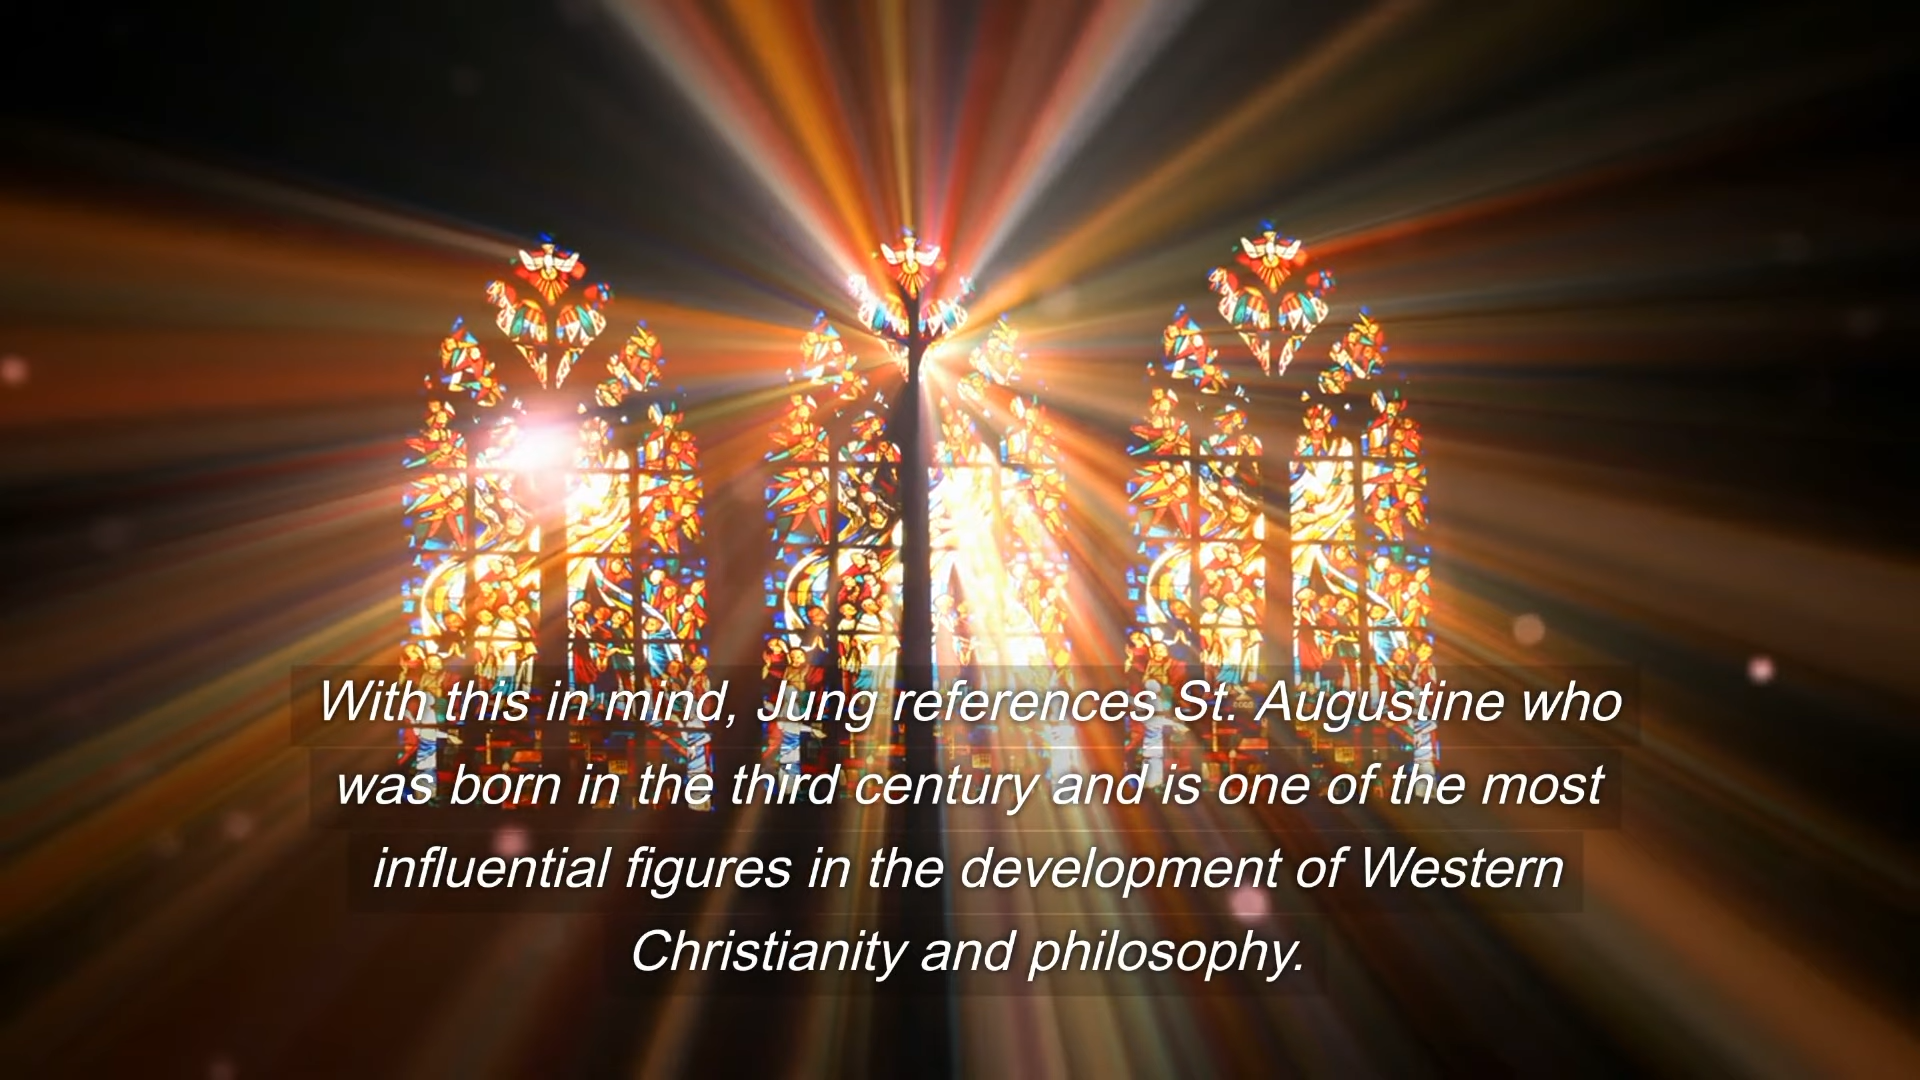 With this in mind, Jung references St. Augustine who
was born in the third century and is one of the most
influential figures in the development of Western
Christianity and philosophy.